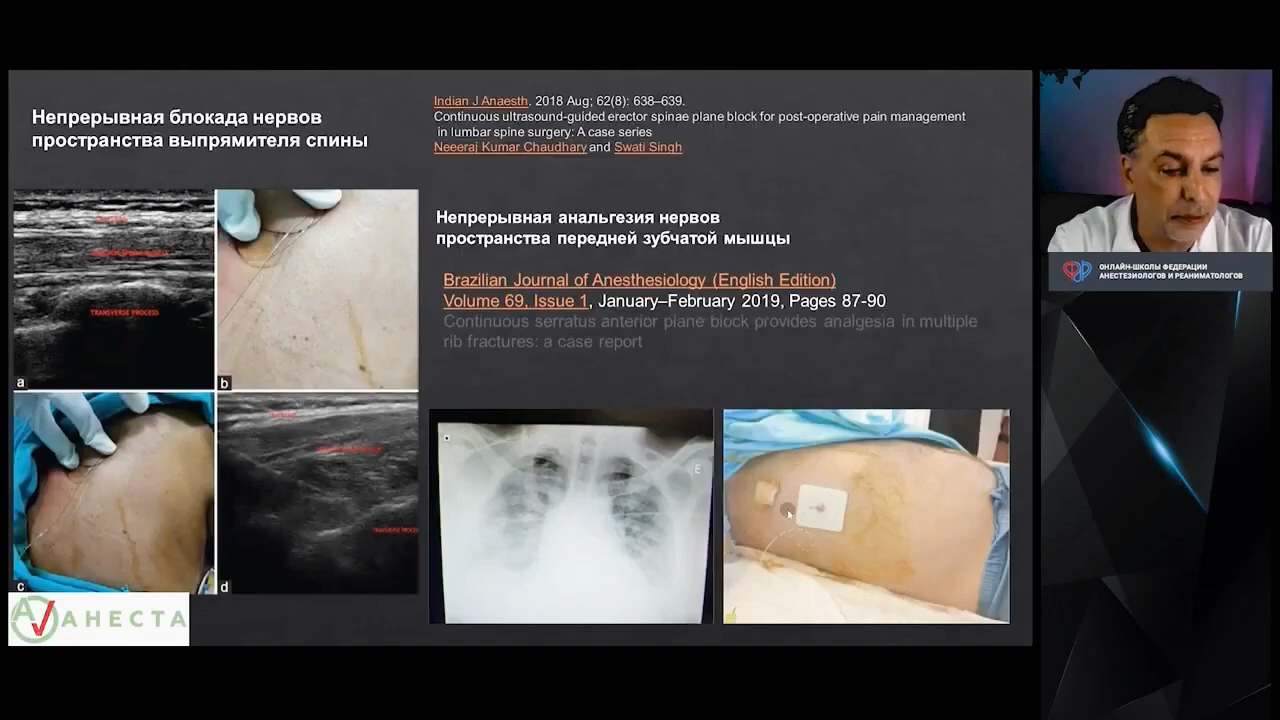 Непрерывная блокада нервов
пространства выпрямителя спины
Indian J Anaesth. 2018 Aug; 62(8): 638–639.
Continuous ultrasound-guided erector spinae plane block for post-operative pain management
in lumbar spine surgery: A case series
Neeeraj Kumar Chaudhary and Swati Singh
Непрерывная анальгезия нервов
пространства передней зубчатой мышцы
Brazilian Journal of Anesthesiology (English Edition)
Volume 69, Issue 1, January–February 2019, Pages 87-90
Continuous serratus anterior plane block provides analgesia in multiple
rib fractures: a case report
TRANSVERSE PROCESS
a
b
c
d
E
АНЕСТА
ОНЛАЙН-ШКОЛЫ ФЕДЕРАЦИИ
АНЕСТЕЗИОЛОГОВ И РЕАНИМАТОЛОГОВ